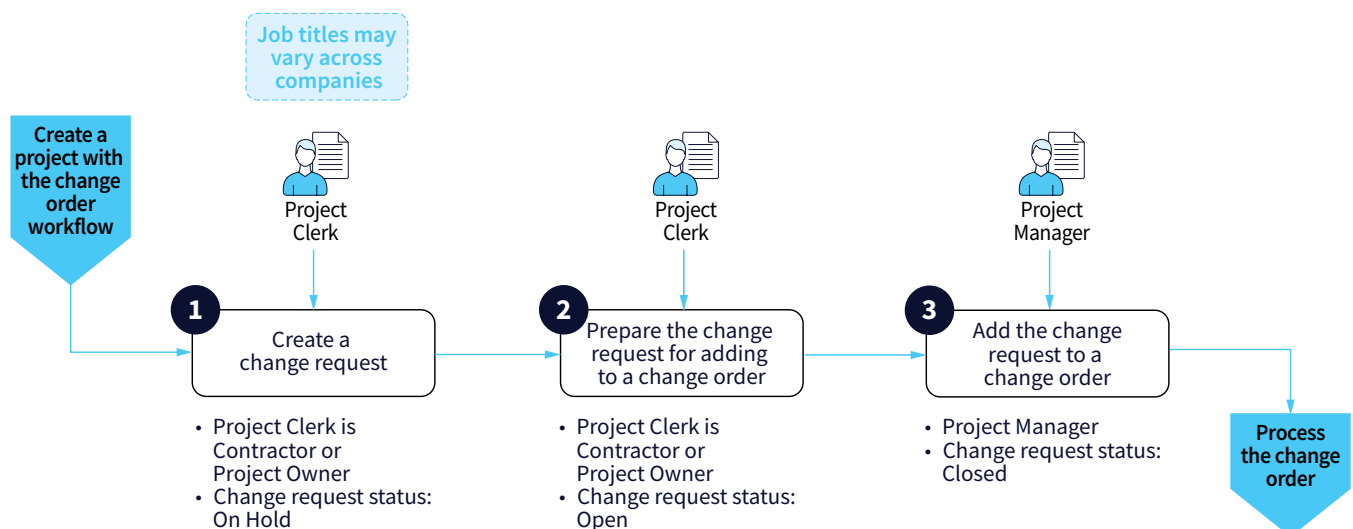 Job titles may
vary across
companies
Create a
project with
the change
order
workflow
Project
Clerk
Project
Clerk
Project
Manager
1
Create a
change request
2
Prepare the change
request for adding
to a change order
3
Add the change
request to a
change order
• Project Clerk is
Contractor or
Project Owner
• Change request status:
On Hold
• Project Clerk is
Contractor or
Project Owner
• Change request status:
Open
• Project Manager
• Change request status:
Closed
Process
the change
order